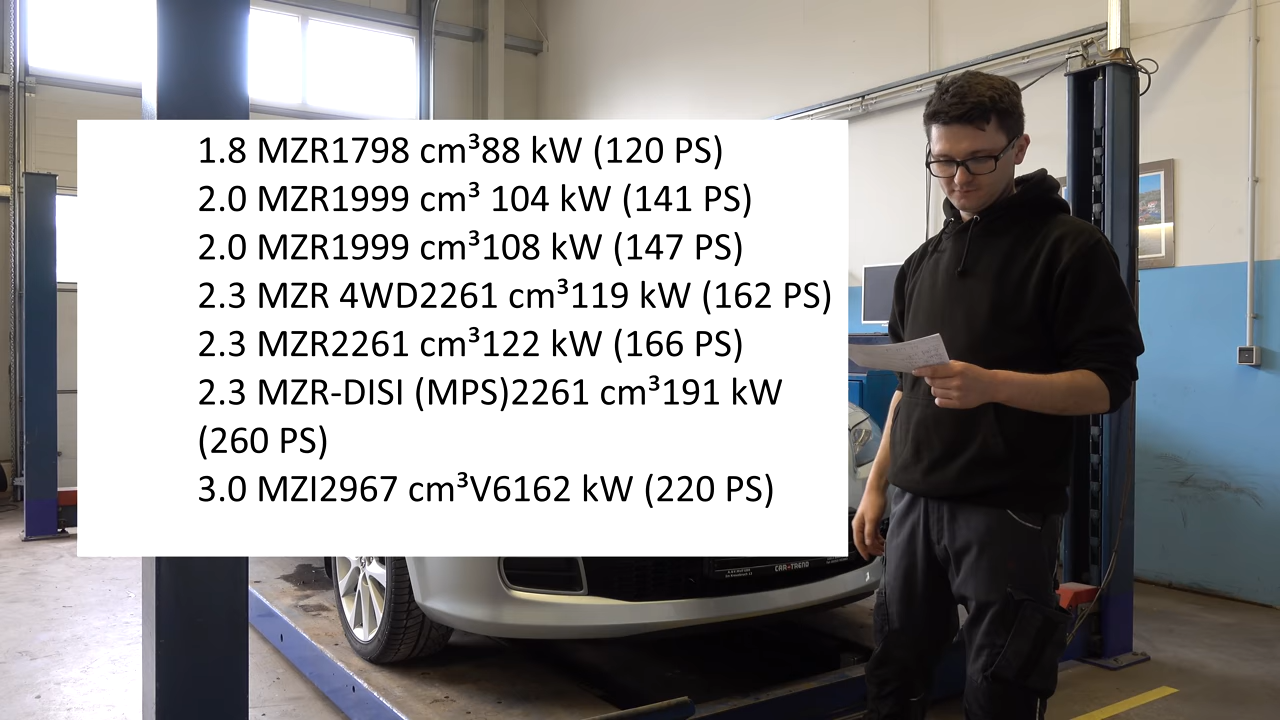 1.8 MZR1798 cm³88 kW (120 PS)
2.0 MZR1999 cm³ 104 kW (141 PS)
2.0 MZR1999 cm³108 kW (147 PS)
2.3 MZR 4WD2261 cm³119 kW (162 PS)
2.3 MZR2261 cm³122 kW (166 PS)
2.3 MZR-DISI (MPS)2261 cm³191 kW
(260 PS)
3.0 MZI2967 cm³V6162 kW (220 PS)
CAR-TREND